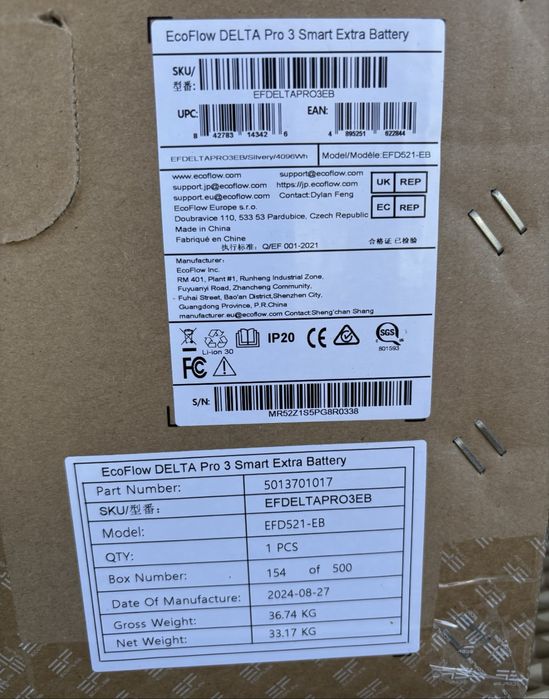 EcoFlow DELTA Pro 3 Smart Extra Battery
SKU/
型番:
EFDELTAPRO3EB
UPC: 8 42783 14342 6 EAN: 4 895251 622844
EFDELTAPRO3EB/Silvery/4096Wh Model/Modèle:EFD521-EB
www.ecoflow.com support@ecoflow.com
support.jp@ecoflow.com https://jp.ecoflow.com
support.eu@ecoflow.com Contact:Dylan Feng
UK REP
EcoFlow Europe s.r.o.
Doubravice 110, 533 53 Pardubice, Czech Republic
EC REP
Made in China
Fabriqué en Chine
执行标准: Q/EF 001-2021 合格证 已检验
Manufacturer:
EcoFlow Inc.
RM 401, Plant #1, Runheng Industrial Zone,
Fuyuanyi Road, Zhancheng Community,
Fuhai Street, Bao'an District,Shenzhen City,
Guangdong Province, P.R.China
manufacturer.eu@ecoflow.com Contact:Sheng'chan Shang
Li-ion 30
IP20
CE
SGS
801593
FC
S/N:
MR52Z1S5PG8R0338
EcoFlow DELTA Pro 3 Smart Extra Battery
Part Number: 5013701017
SKU/型番: EFDELTAPRO3EB
Model: EFD521-EB
QTY: 1 PCS
Box Number: 154 of 500
Date Of Manufacture: 2024-08-27
Gross Weight: 36.74 KG
Net Weight: 33.17 KG